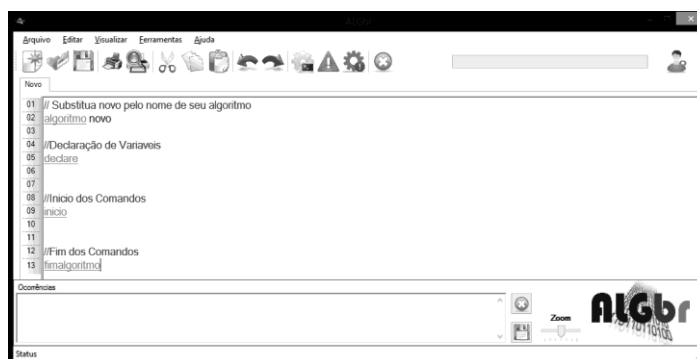 ALGbr
Arquivo Editar Visualizar Ferramentas Ajuda
Novo
01 // Substitua novo pelo nome de seu algoritmo
02 algoritmo novo
03
04 //Declaração de Variaveis
05 declare
06
07
08 //Inicio dos Comandos
09 inicio
10
11
12 //Fim dos Comandos
13 fimalgoritmo
Ocorrências
Zoom
ALGbr
Status